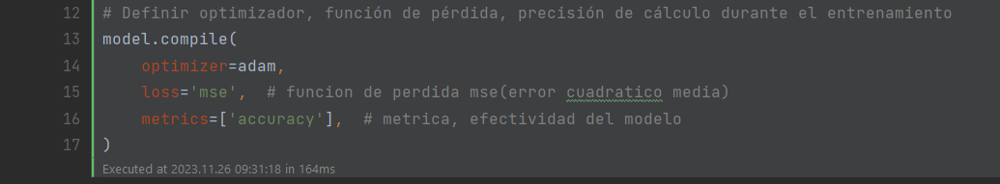 12 # Definir optimizador, función de pérdida, precisión de cálculo durante el entrenamiento
13 model.compile(
14     optimizer=adam,
15     loss='mse',  # funcion de perdida mse(error cuadratico media)
16     metrics=['accuracy'],  # metrica, efectividad del modelo
17 )
Executed at 2023.11.26 09:31:18 in 164ms